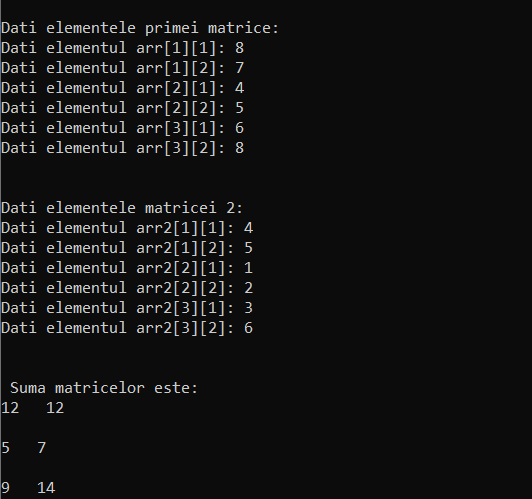 Dati elementele primei matrice:
Dati elementul arr[1][1]: 8
Dati elementul arr[1][2]: 7
Dati elementul arr[2][1]: 4
Dati elementul arr[2][2]: 5
Dati elementul arr[3][1]: 6
Dati elementul arr[3][2]: 8
Dati elementele matricei 2:
Dati elementul arr2[1][1]: 4
Dati elementul arr2[1][2]: 5
Dati elementul arr2[2][1]: 1
Dati elementul arr2[2][2]: 2
Dati elementul arr2[3][1]: 3
Dati elementul arr2[3][2]: 6
Suma matricelor este:
12   12
5   7
9   14